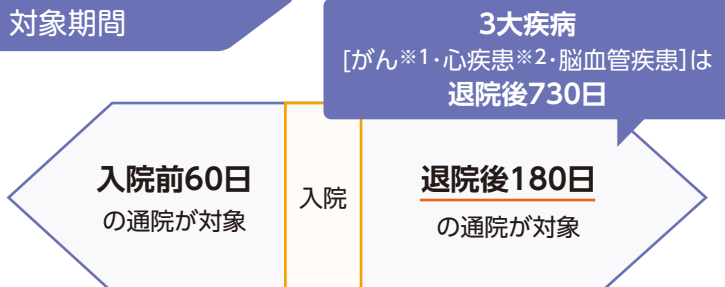 対象期間
3大疾病
[がん※1・心疾患※2・脳血管疾患]は
退院後730日
入院前60日
の通院が対象
入院
退院後180日
の通院が対象